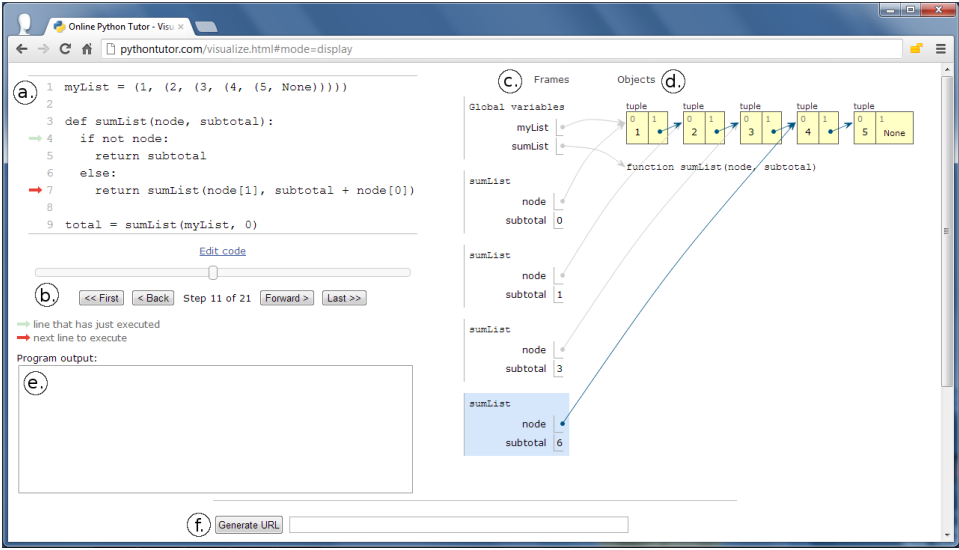 Online Python Tutor - Visu
pythontutor.com/visualize.html#mode=display
a.
1 myList = (1, (2, (3, (4, (5, None)))))
2
3 def sumList(node, subtotal):
4 if not node:
5 return subtotal
6 else:
7 return sumList(node[1], subtotal + node[0])
8
9 total = sumList(myList, 0)
Edit code
b.
<< First < Back Step 11 of 21 Forward > Last >>
line that has just executed
next line to execute
Program output:
e.
c. Frames Objects d.
Global variables
myList
sumList
tuple tuple tuple tuple tuple
0 1 0 1 0 1 0 1 0 1
1 2 3 4 5 None
function sumList(node, subtotal)
sumList
node
subtotal 0
sumList
node
subtotal 1
sumList
node
subtotal 3
sumList
node
subtotal 6
f. Generate URL